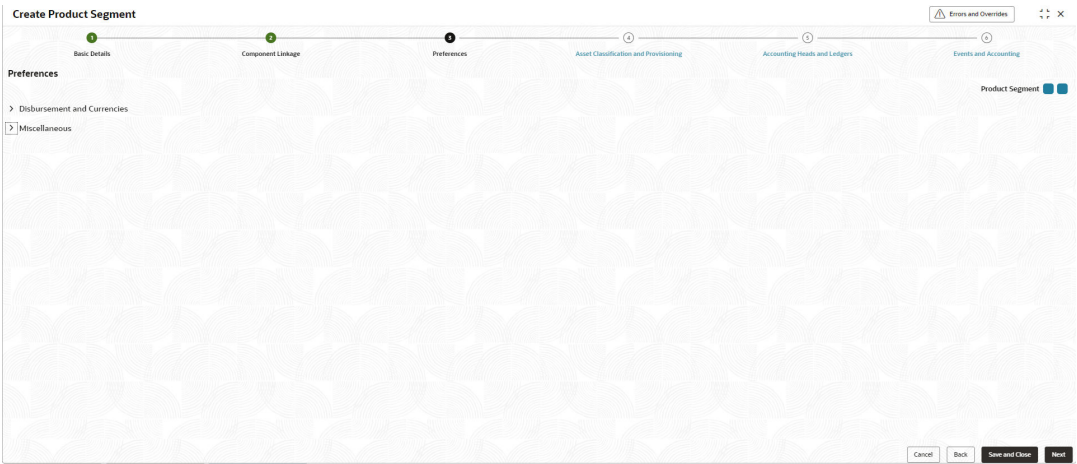 Create Product Segment
Errors and Overrides
1
2
3
4
5
6
Basic Details
Component Linkage
Preferences
Asset Classification and Provisioning
Accounting Heads and Ledgers
Events and Accounting
Preferences
Product Segment
Disbursement and Currencies
Miscellaneous
Cancel
Back
Save and Close
Next